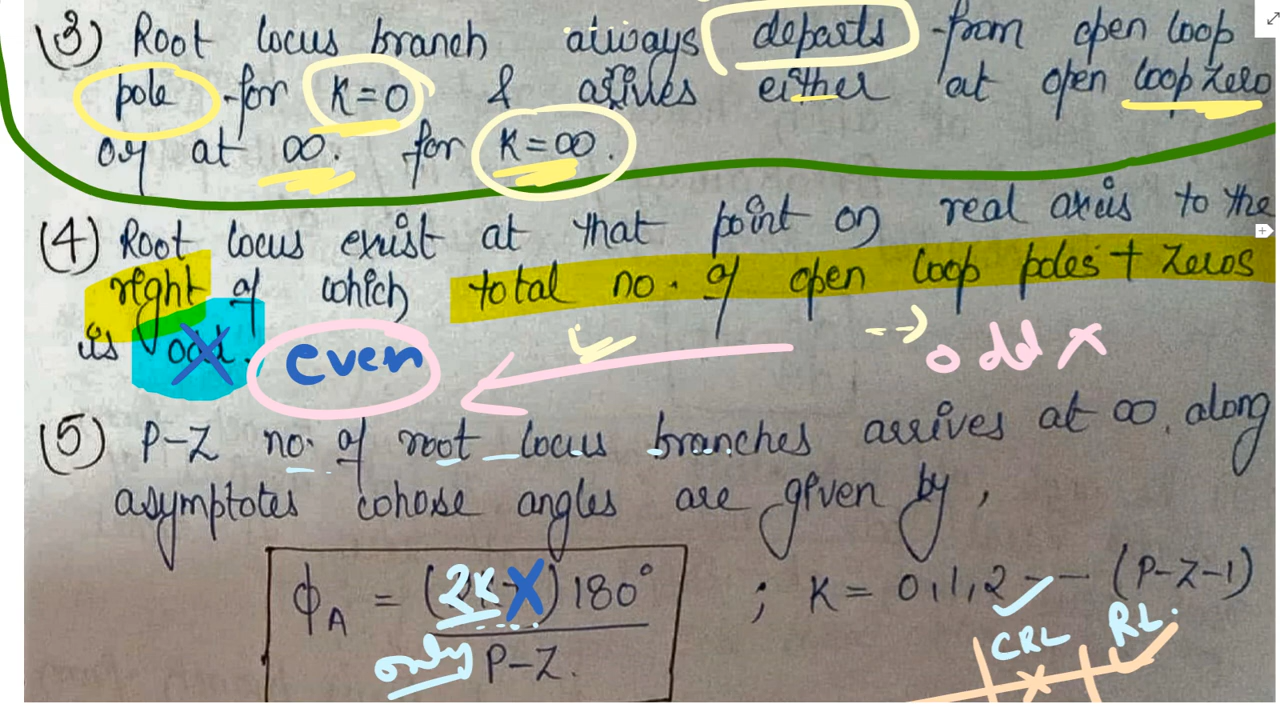 (3) Root locus branch always departs from open loop
pole for K=0 & arrives either at open loop zero
or at ∞. for K=∞.
(4) Root locus exist at that point on real axis to the
right of which total no. of open loop poles + zeros
is odd. even
--> odd x
(5) P-Z no. of root locus branches arrives at ∞. along
asymptotes whose angles are given by,
ϕA = (2K+X)180° ; K = 0,1,2 -- (P-Z-1)
only P-Z.
CRL RL.